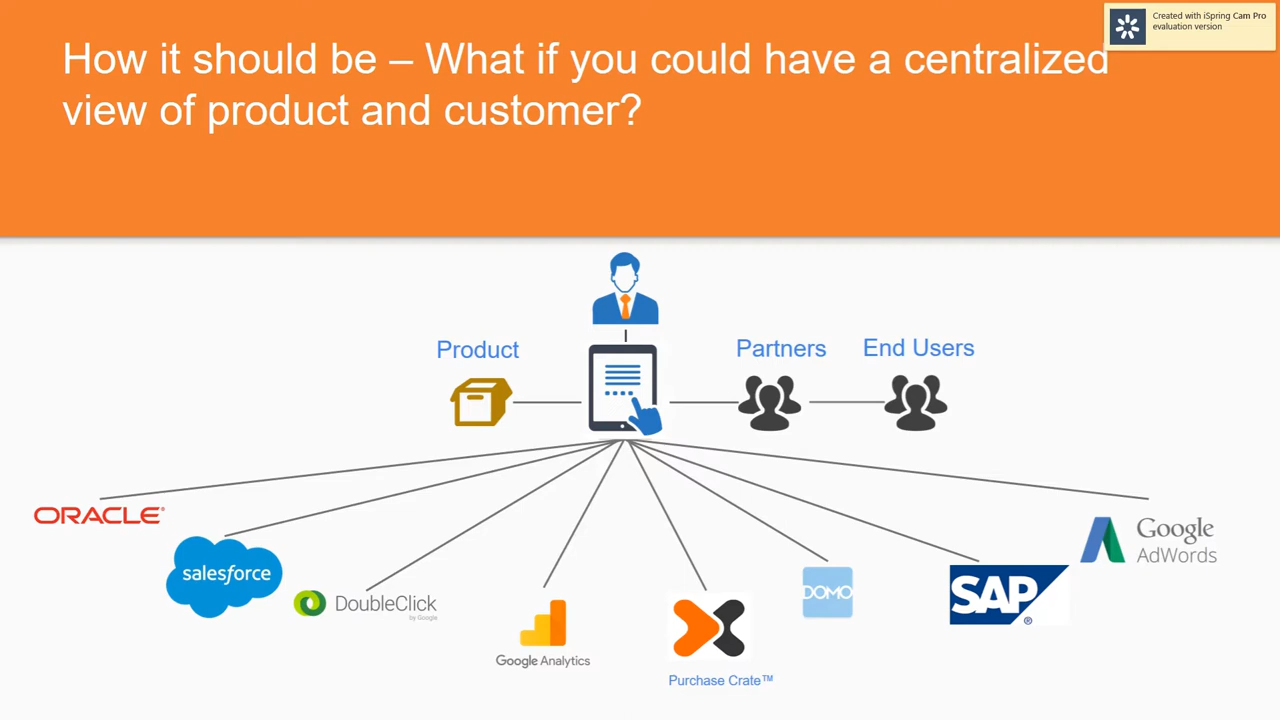 Created with iSpring Cam Pro
evaluation version
How it should be – What if you could have a centralized
view of product and customer?
Product
Partners
End Users
ORACLE®
salesforce
DoubleClick
by Google
Google Analytics
Purchase Crate™
DOMO
SAP®
Google
AdWords